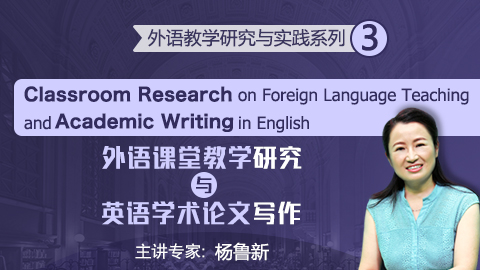 外语教学研究与实践系列 3
Classroom Research on Foreign Language Teaching
and Academic Writing in English
外语课堂教学研究
与
英语学术论文写作
主讲专家: 杨鲁新